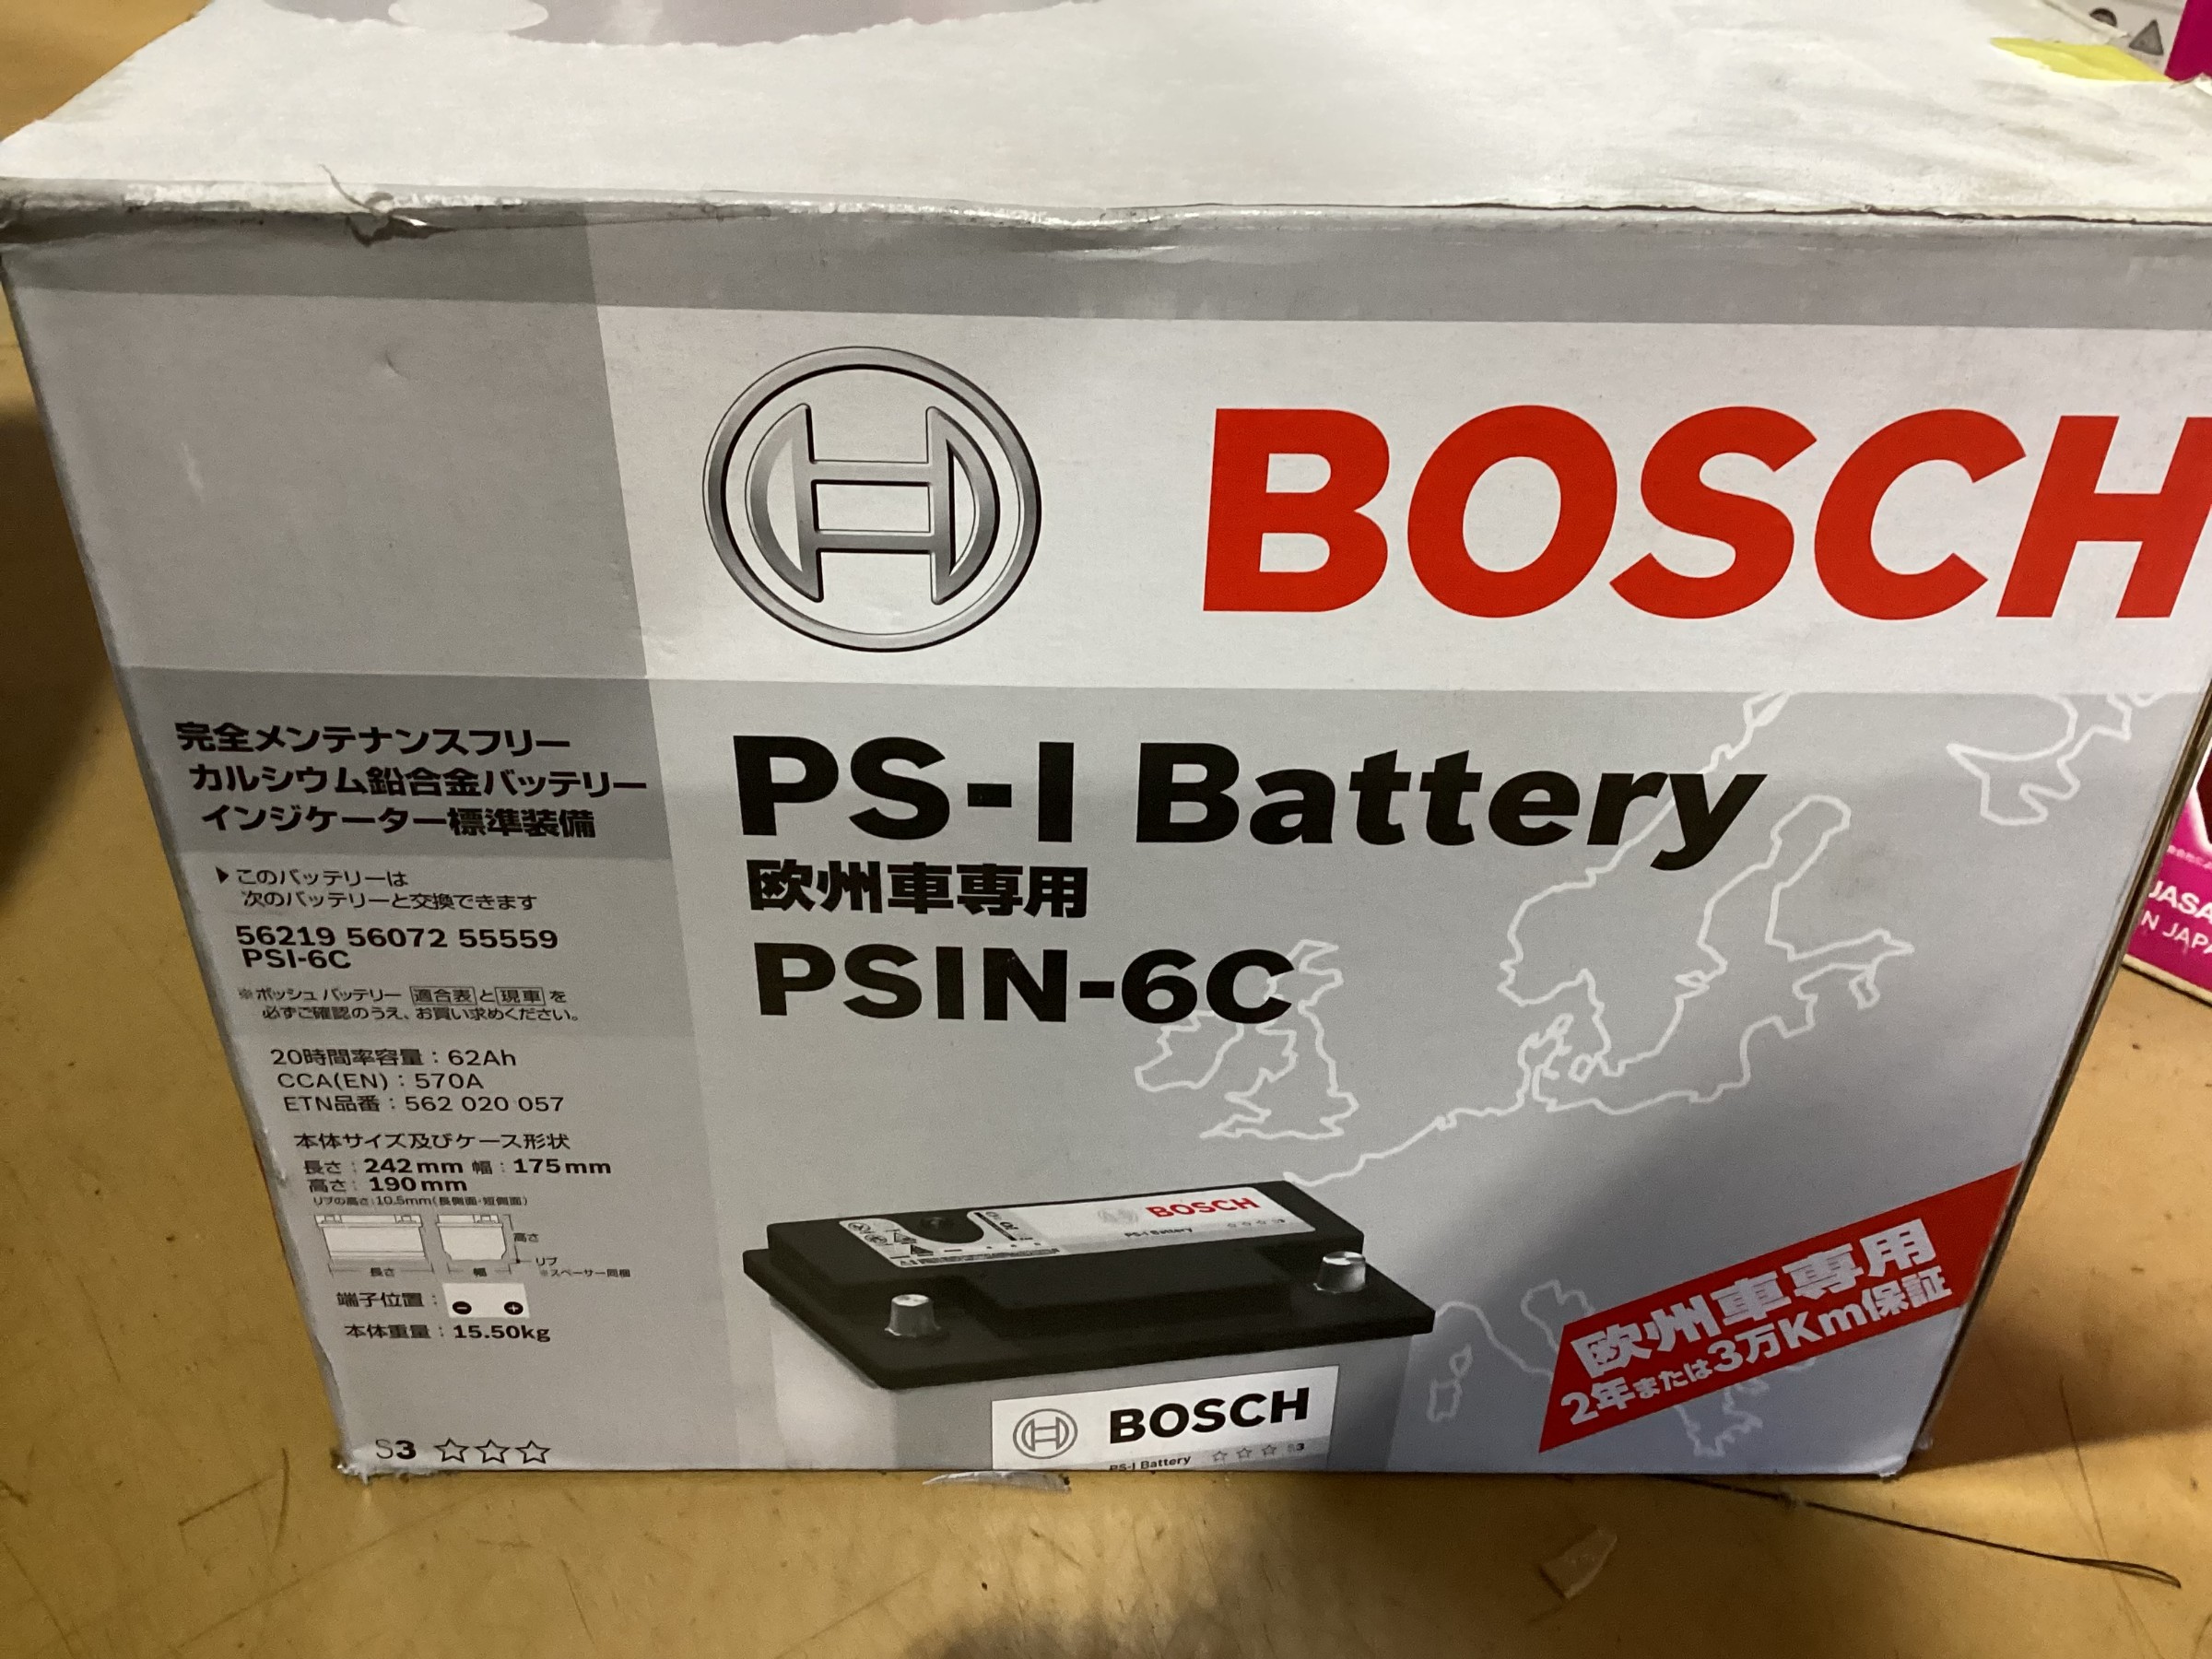 BOSCH
完全メンテナンスフリー
カルシウム鉛合金バッテリー
インジケーター標準装備
このバッテリーは
次のバッテリーと交換できます
56219 56072 55559
PSI-6C
※ボッシュ バッテリー 適合表 と 現車 を
必ずご確認のうえ、お買い求めください。
20時間率容量：62Ah
CCA(EN)：570A
ETN品番：562 020 057
本体サイズ及びケース形状
長さ：242mm 幅：175mm
高さ：190mm
リブの高さ：10.5mm(長側面・短側面)
高さ
リブ
長さ 幅 ※スペーサー同梱
端子位置：
本体重量：15.50kg
S3 ☆☆☆
PS-I Battery
欧州車専用
PSIN-6C
BOSCH
PS-I Battery
BOSCH
PS-I Battery ☆☆☆ S3
欧州車専用
2年または3万Km保証
N JAP